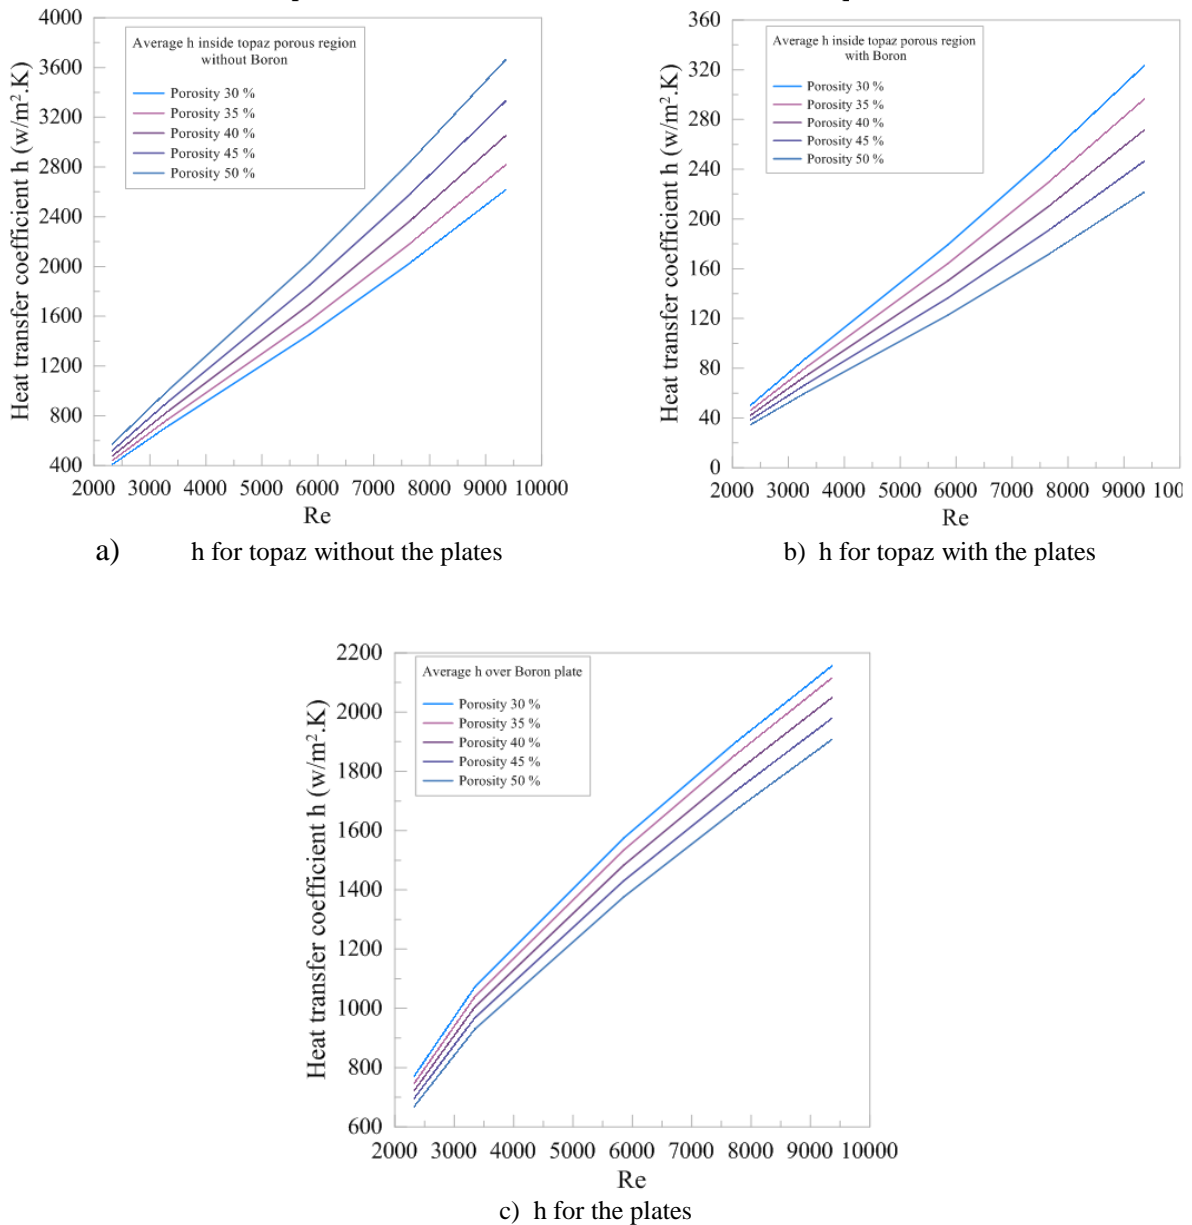 4000
3600
3200
2800
2400
2000
1600
1200
800
400
Heat transfer coefficient h (w/m².K)
Average h inside topaz porous region
without Boron
Porosity 30 %
Porosity 35 %
Porosity 40 %
Porosity 45 %
Porosity 50 %
2000 3000 4000 5000 6000 7000 8000 9000 10000
Re
a) h for topaz without the plates
360
320
280
240
200
160
120
80
40
0
Heat transfer coefficient h (w/m².K)
Average h inside topaz porous region
with Boron
Porosity 30 %
Porosity 35 %
Porosity 40 %
Porosity 45 %
Porosity 50 %
2000 3000 4000 5000 6000 7000 8000 9000 100
Re
b) h for topaz with the plates
2200
2000
1800
1600
1400
1200
1000
800
600
Heat transfer coefficient h (w/m².K)
Average h over Boron plate
Porosity 30 %
Porosity 35 %
Porosity 40 %
Porosity 45 %
Porosity 50 %
2000 3000 4000 5000 6000 7000 8000 9000 10000
Re
c) h for the plates